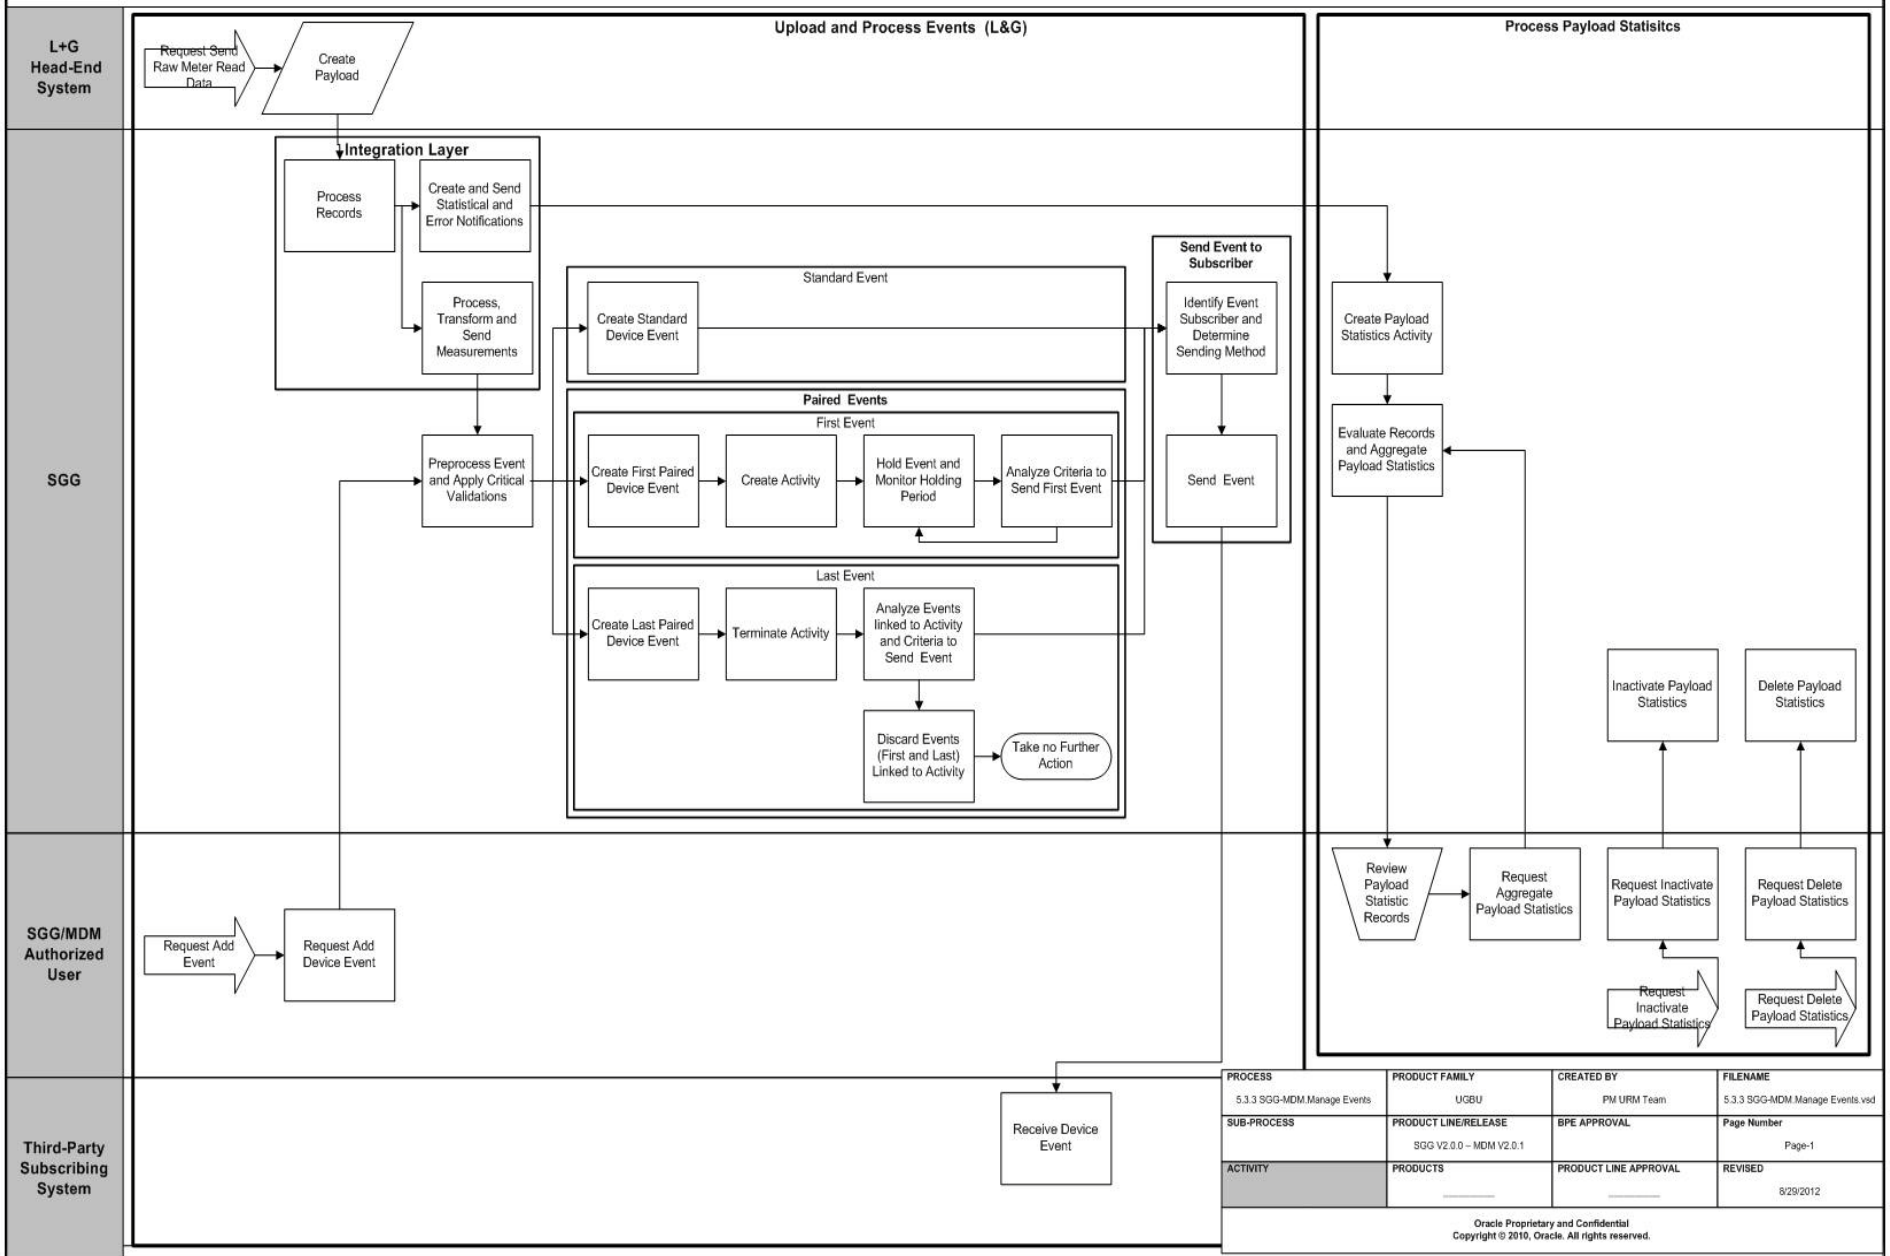 L+G
Head-End
System
Upload and Process Events  (L&G)
Process Payload Statisitcs
Request Send
Raw Meter Read
Data
Create
Payload
SGG
Integration Layer
Process
Records
Create and Send
Statistical and
Error Notifications
Process,
Transform and
Send
Measurements
Preprocess Event
and Apply Critical
Validations
Standard Event
Create Standard
Device Event
Paired  Events
First Event
Create First Paired
Device Event
Create Activity
Hold Event and
Monitor Holding
Period
Analyze Criteria to
Send First Event
Last Event
Create Last Paired
Device Event
Terminate Activity
Analyze Events
linked to Activity
and Criteria to
Send  Event
Discard Events
(First and Last)
Linked to Activity
Take no Further
Action
Send Event to
Subscriber
Identify Event
Subscriber and
Determine
Sending Method
Send  Event
Create Payload
Statistics Activity
Evaluate Records
and Aggregate
Payload Statistics
Inactivate Payload
Statistics
Delete Payload
Statistics
SGG/MDM
Authorized
User
Request Add
Event
Request Add
Device Event
Review
Payload
Statistic
Records
Request
Aggregate
Payload Statistics
Request Inactivate
Payload Statistics
Request Delete
Payload Statistics
Request
Inactivate
Payload Statistics
Request Delete
Payload Statistics
Third-Party
Subscribing
System
Receive Device
Event
PROCESS
5.3.3 SGG-MDM.Manage Events
PRODUCT FAMILY
UGBU
CREATED BY
PM URM Team
FILENAME
5.3.3 SGG-MDM.Manage Events.vsd
SUB-PROCESS
PRODUCT LINE/RELEASE
SGG V2.0.0 – MDM V2.0.1
BPE APPROVAL
Page Number
Page-1
ACTIVITY
PRODUCTS
PRODUCT LINE APPROVAL
REVISED
8/29/2012
Oracle Proprietary and Confidential
Copyright © 2010, Oracle. All rights reserved.